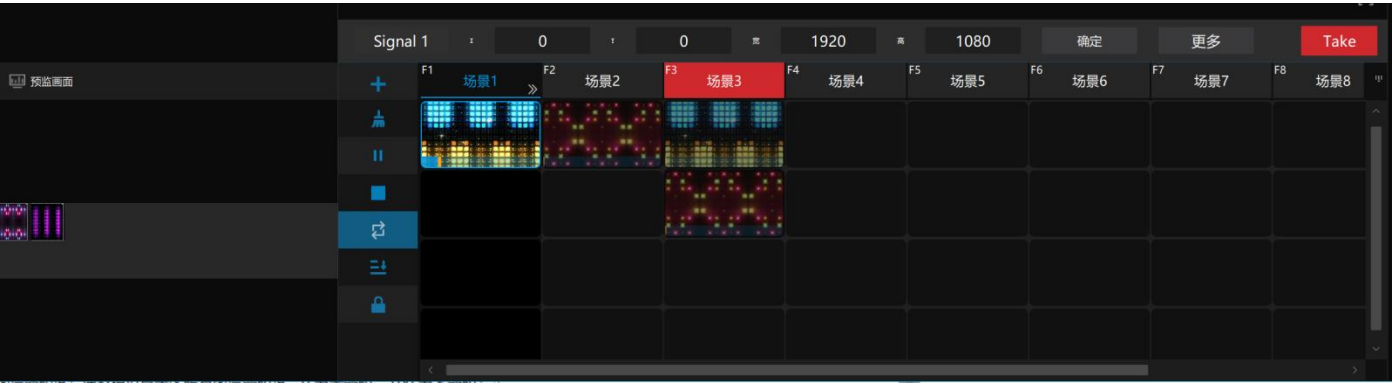 Signal 1 X 0 Y 0 宽 1920 高 1080 确定 更多 Take
预监画面
F1 场景1 F2 场景2 F3 场景3 F4 场景4 F5 场景5 F6 场景6 F7 场景7 F8 场景8